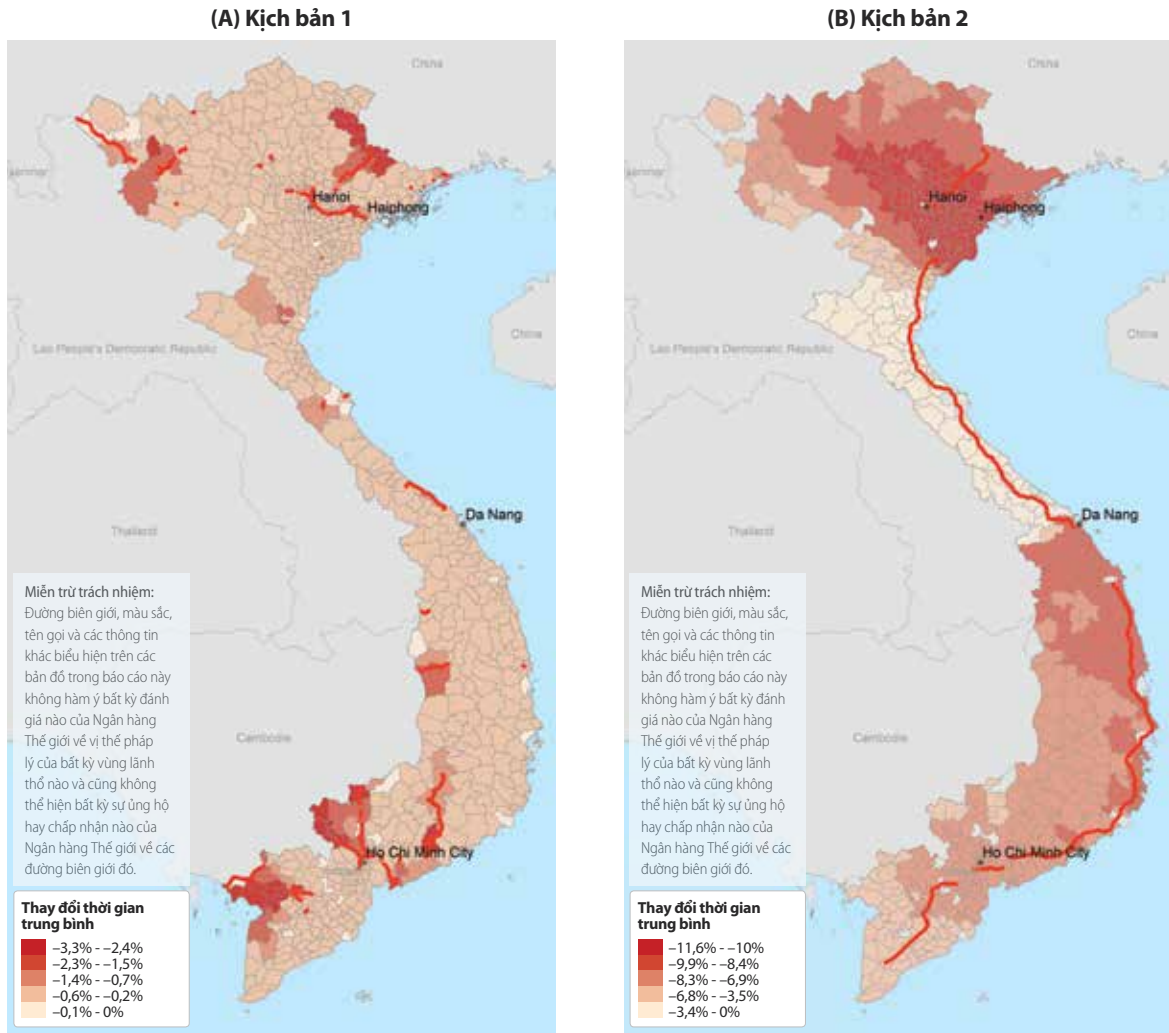 (A) Kịch bản 1
China
Hanoi
Haiphong
China
Lao People's Democratic Republic
Da Nang
Thailand
Cambodia
Ho Chi Minh City
Miễn trừ trách nhiệm:
Đường biên giới, màu sắc,
tên gọi và các thông tin
khác biểu hiện trên các
bản đồ trong báo cáo này
không hàm ý bất kỳ đánh
giá nào của Ngân hàng
Thế giới về vị thế pháp
lý của bất kỳ vùng lãnh
thổ nào và cũng không
thể hiện bất kỳ sự ủng hộ
hay chấp nhận nào của
Ngân hàng Thế giới về các
đường biên giới đó.
Thay đổi thời gian
trung bình
–3,3% - –2,4%
–2,3% - –1,5%
–1,4% - –0,7%
–0,6% - –0,2%
–0,1% - 0%
(B) Kịch bản 2
China
Hanoi
Haiphong
China
Lao People's Democratic Republic
Da Nang
Thailand
Cambodia
Ho Chi Minh City
Miễn trừ trách nhiệm:
Đường biên giới, màu sắc,
tên gọi và các thông tin
khác biểu hiện trên các
bản đồ trong báo cáo này
không hàm ý bất kỳ đánh
giá nào của Ngân hàng
Thế giới về vị thế pháp
lý của bất kỳ vùng lãnh
thổ nào và cũng không
thể hiện bất kỳ sự ủng hộ
hay chấp nhận nào của
Ngân hàng Thế giới về các
đường biên giới đó.
Thay đổi thời gian
trung bình
–11,6% - –10%
–9,9% - –8,4%
–8,3% - –6,9%
–6,8% - –3,5%
–3,4% - 0%